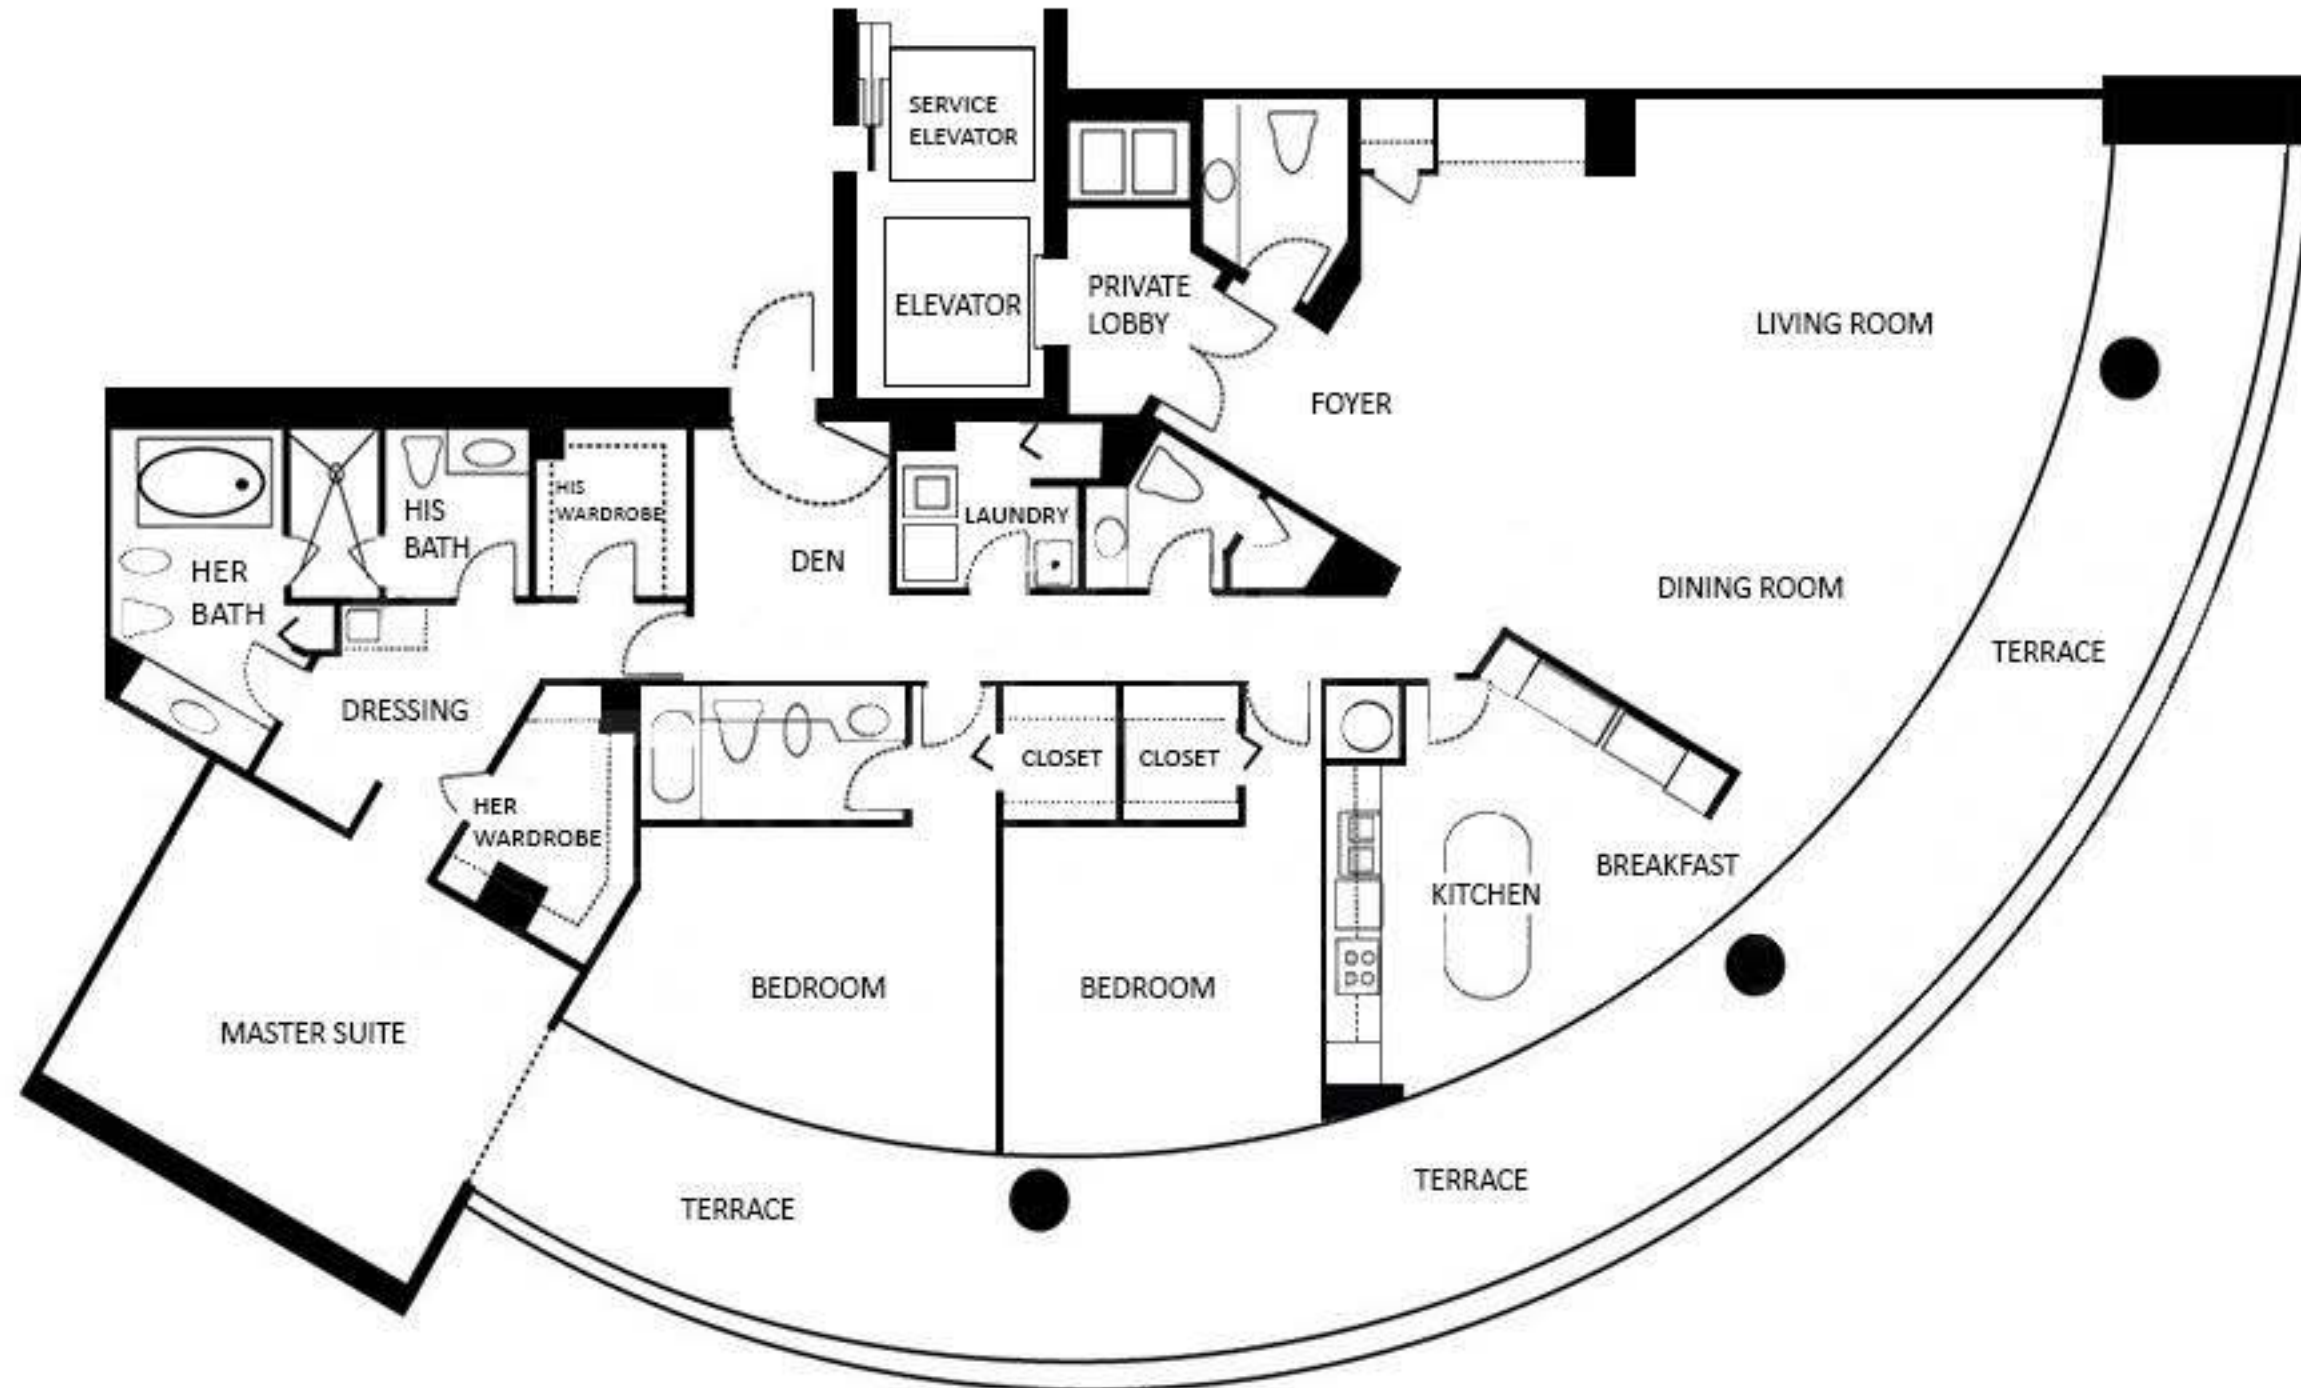 SERVICE
ELEVATOR
ELEVATOR
PRIVATE
LOBBY
LIVING ROOM
FOYER
HIS
BATH
HIS
WARDROBE
LAUNDRY
DEN
HER
BATH
DINING ROOM
TERRACE
DRESSING
CLOSET
CLOSET
HER
WARDROBE
BREAKFAST
KITCHEN
BEDROOM
BEDROOM
MASTER SUITE
TERRACE
TERRACE